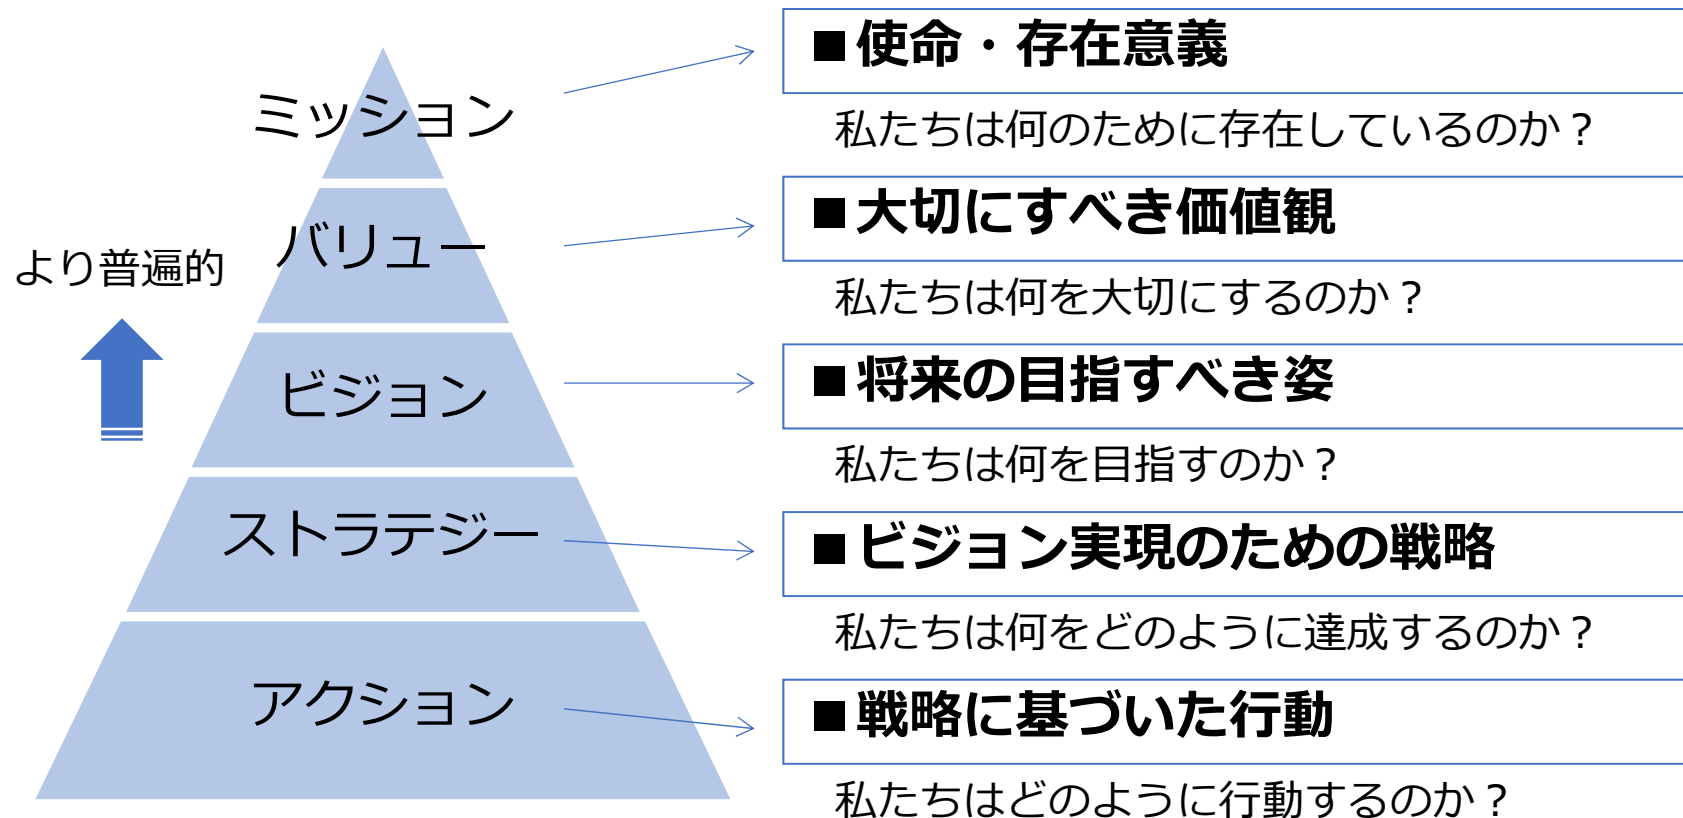 ミッション
バリュー
ビジョン
ストラテジー
アクション
より普遍的
■使命・存在意義
私たちは何のために存在しているのか？
■大切にすべき価値観
私たちは何を大切にするのか？
■将来の目指すべき姿
私たちは何を目指すのか？
■ビジョン実現のための戦略
私たちは何をどのように達成するのか？
■戦略に基づいた行動
私たちはどのように行動するのか？